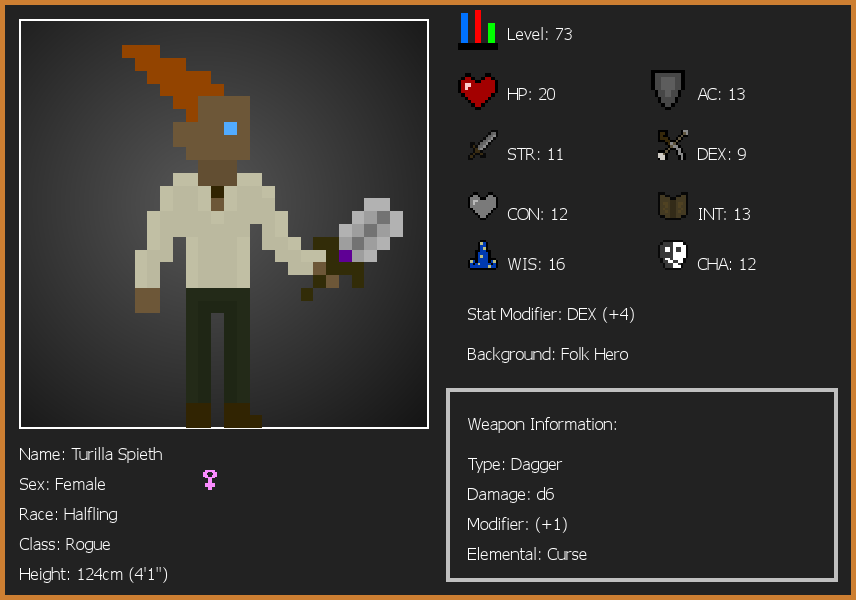 Level: 73
HP: 20
AC: 13
STR: 11
DEX: 9
CON: 12
INT: 13
WIS: 16
CHA: 12
Stat Modifier: DEX (+4)
Background: Folk Hero
Weapon Information:
Type: Dagger
Damage: d6
Modifier: (+1)
Elemental: Curse
Name: Turilla Spieth
Sex: Female
Race: Halfling
Class: Rogue
Height: 124cm (4'1")